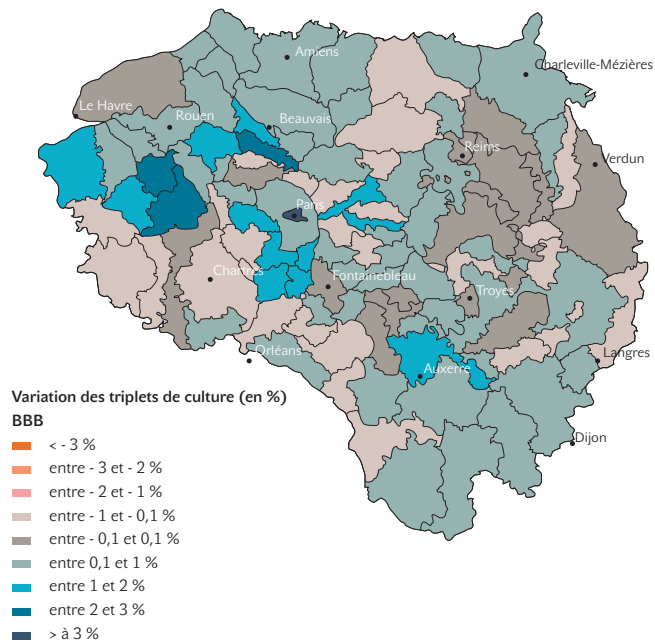 Amiens
Charleville-Mézières
Le Havre
Rouen
Beauvais
Reims
Verdun
Paris
Chartres
Fontainebleau
Troyes
Orléans
Auxerre
Langres
Dijon
Variation des triplets de culture (en %)
BBB
< - 3 %
entre - 3 et - 2 %
entre - 2 et - 1 %
entre - 1 et - 0,1 %
entre - 0,1 et 0,1 %
entre 0,1 et 1 %
entre 1 et 2 %
entre 2 et 3 %
> à 3 %